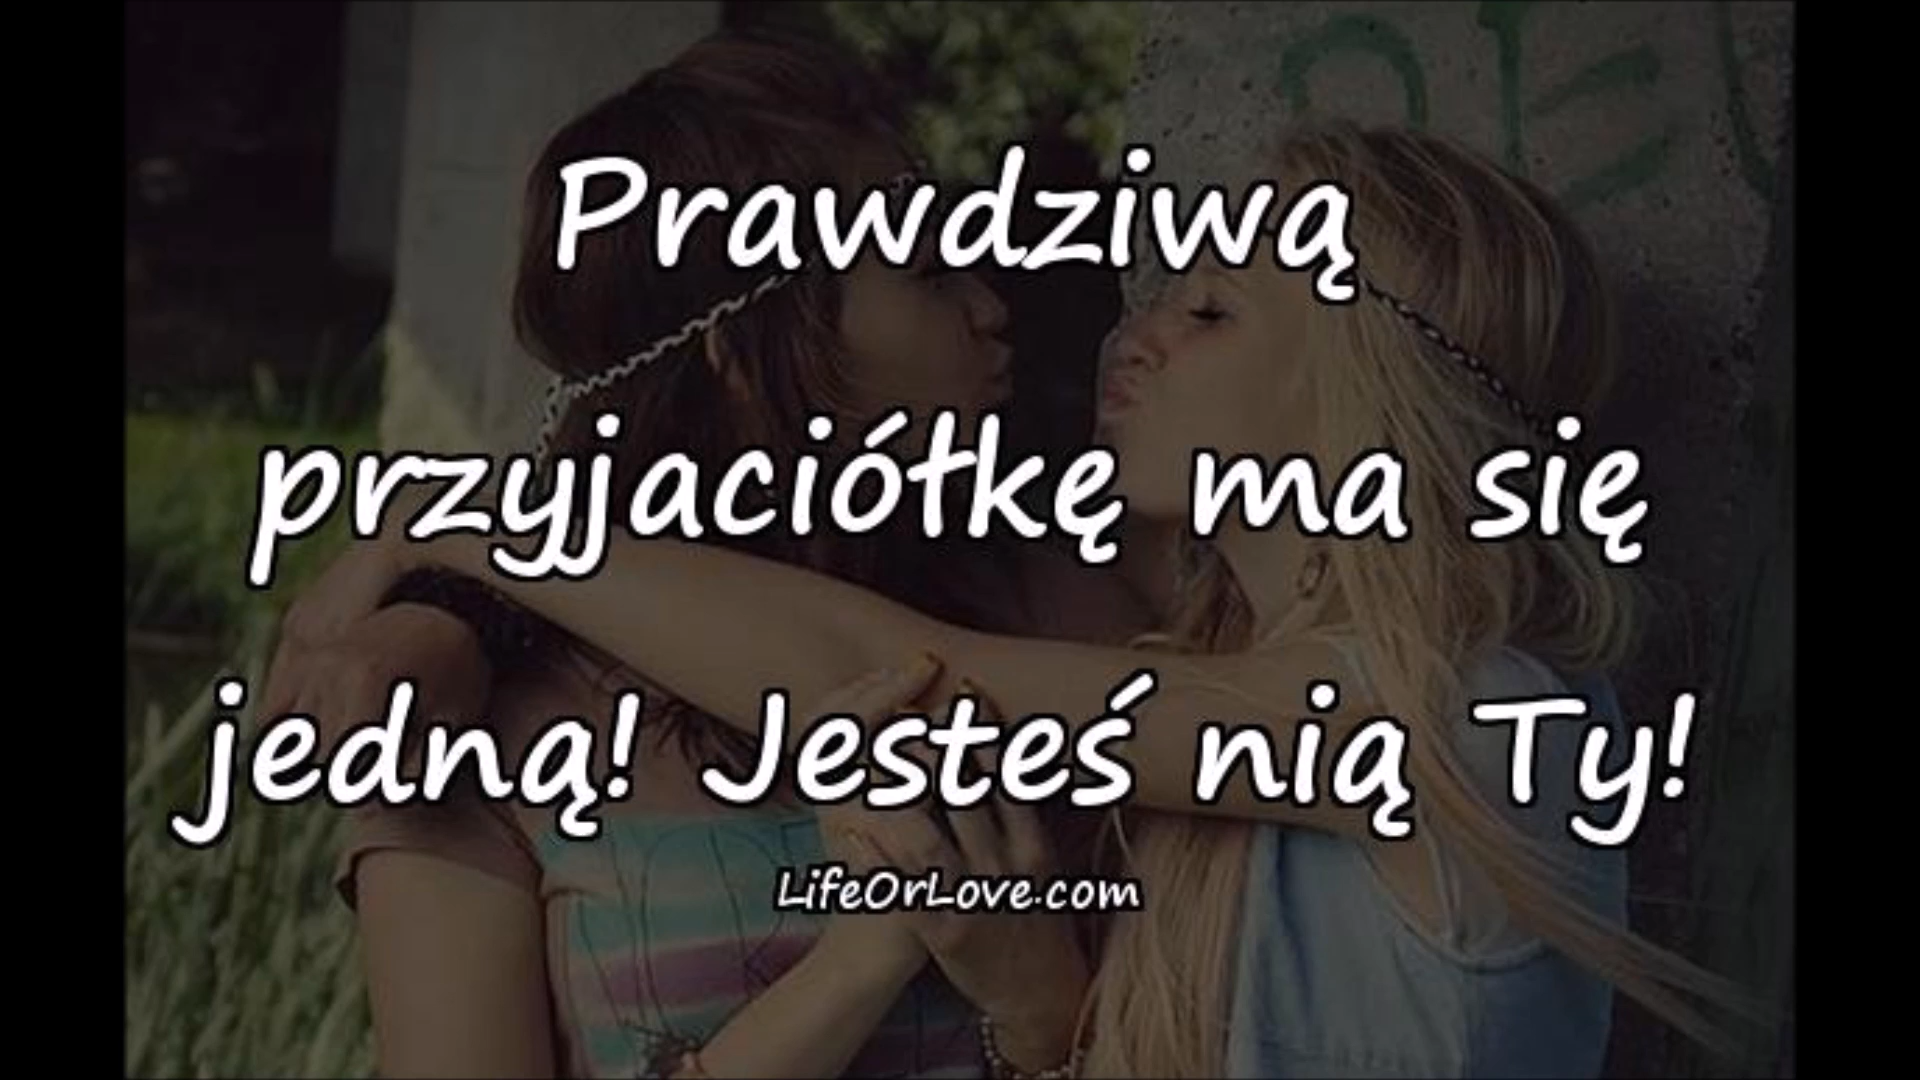 Prawdziwą
przyjaciółkę ma się
jedną! Jesteś nią Ty!
LifeOrLove.com